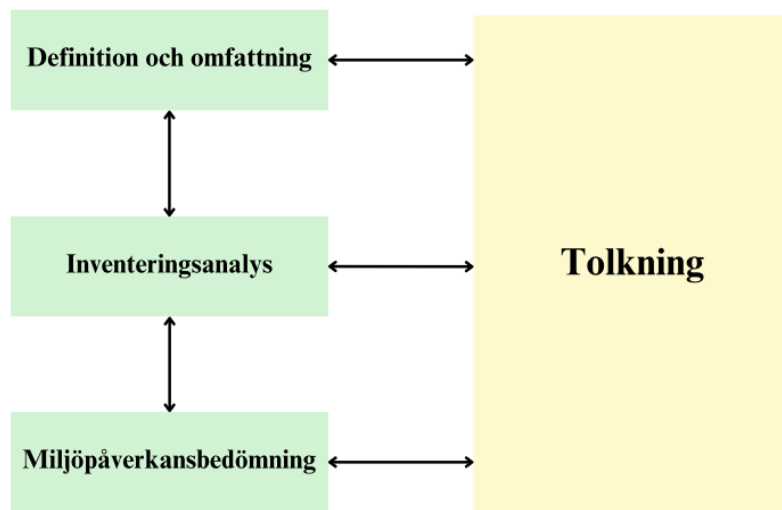 Definition och omfattning
Inventeringsanalys
Tolkning
Miljöpåverkansbedömning